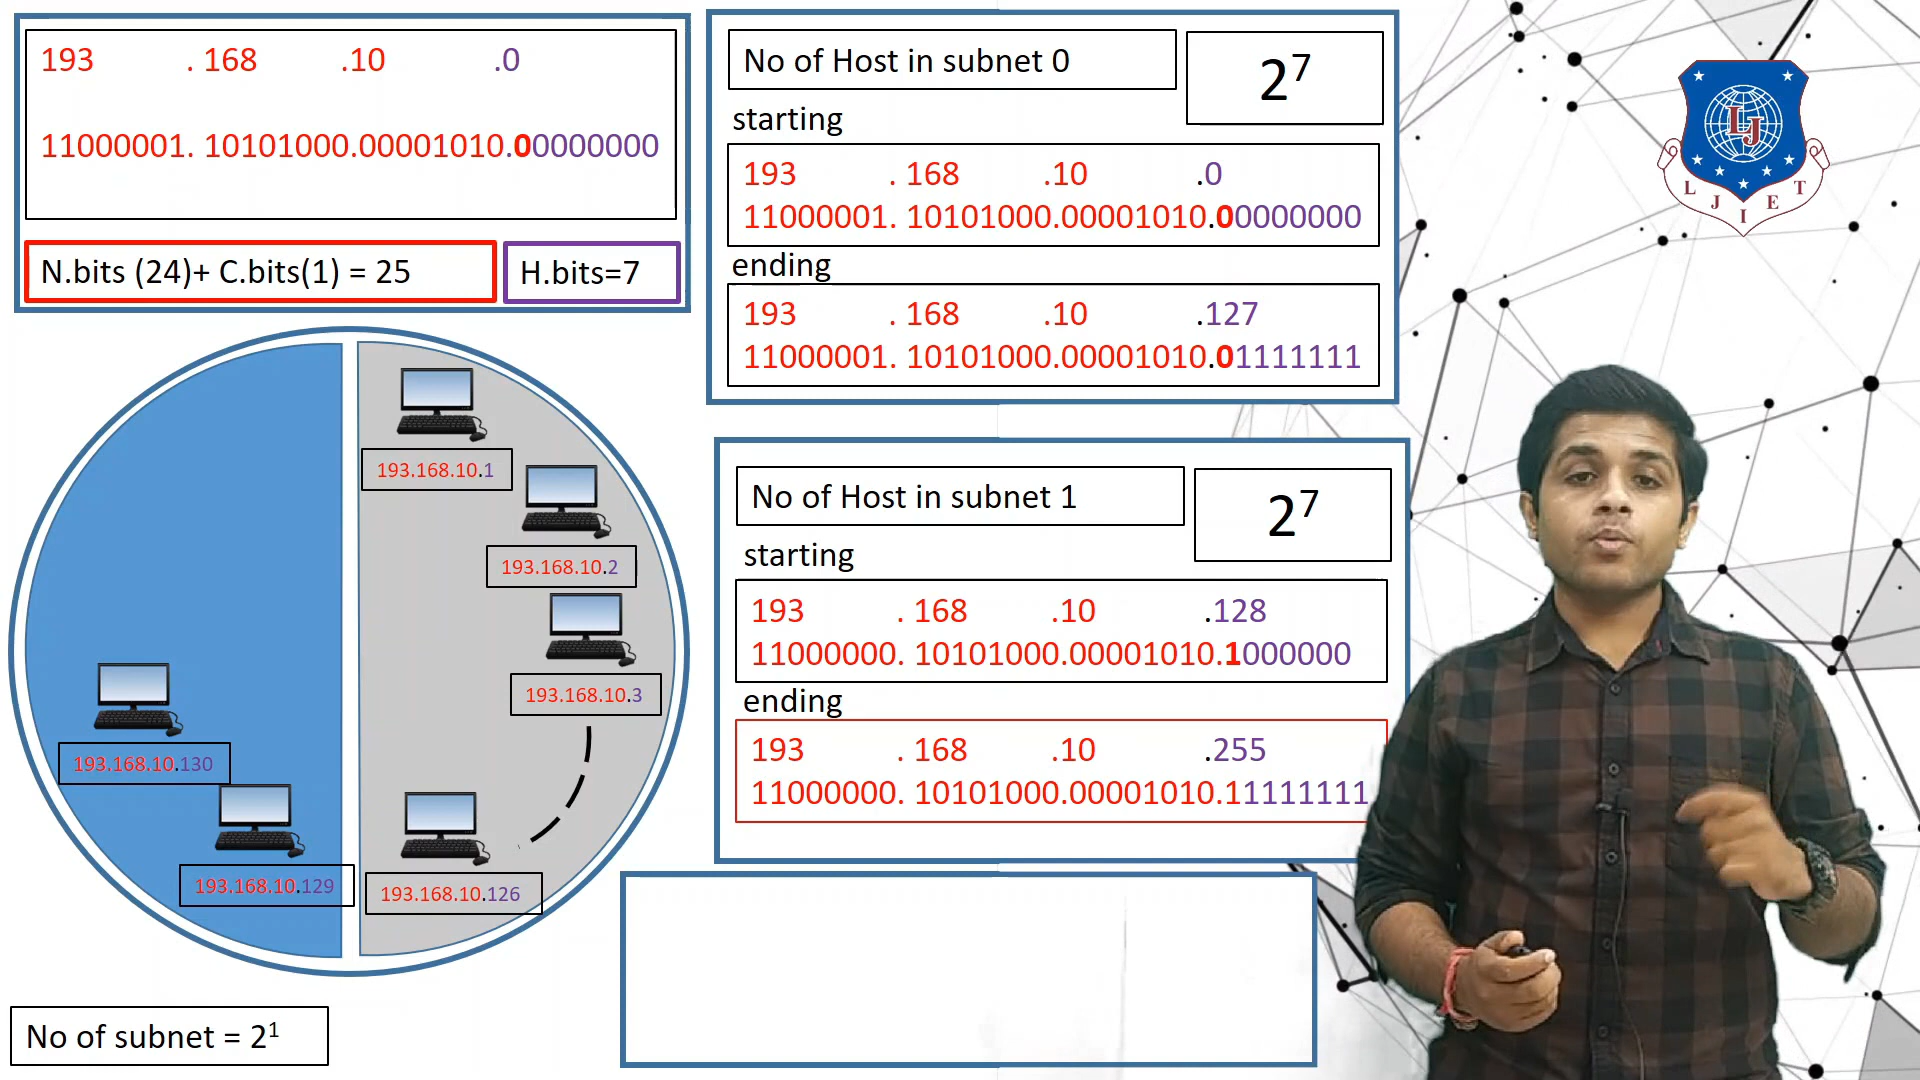 193 . 168 .10 .0
11000001. 10101000.00001010.00000000
N.bits (24)+ C.bits(1) = 25
H.bits=7
No of Host in subnet 0
2⁷
starting
193 . 168 .10 .0
11000001. 10101000.00001010.00000000
ending
193 . 168 .10 .127
11000001. 10101000.00001010.01111111
No of Host in subnet 1
2⁷
starting
193 . 168 .10 .128
11000000. 10101000.00001010.1000000
ending
193 . 168 .10 .255
11000000. 10101000.00001010.11111111
193.168.10.1
193.168.10.2
193.168.10.3
193.168.10.130
193.168.10.129
193.168.10.126
No of subnet = 2¹
LJ
L J I E T